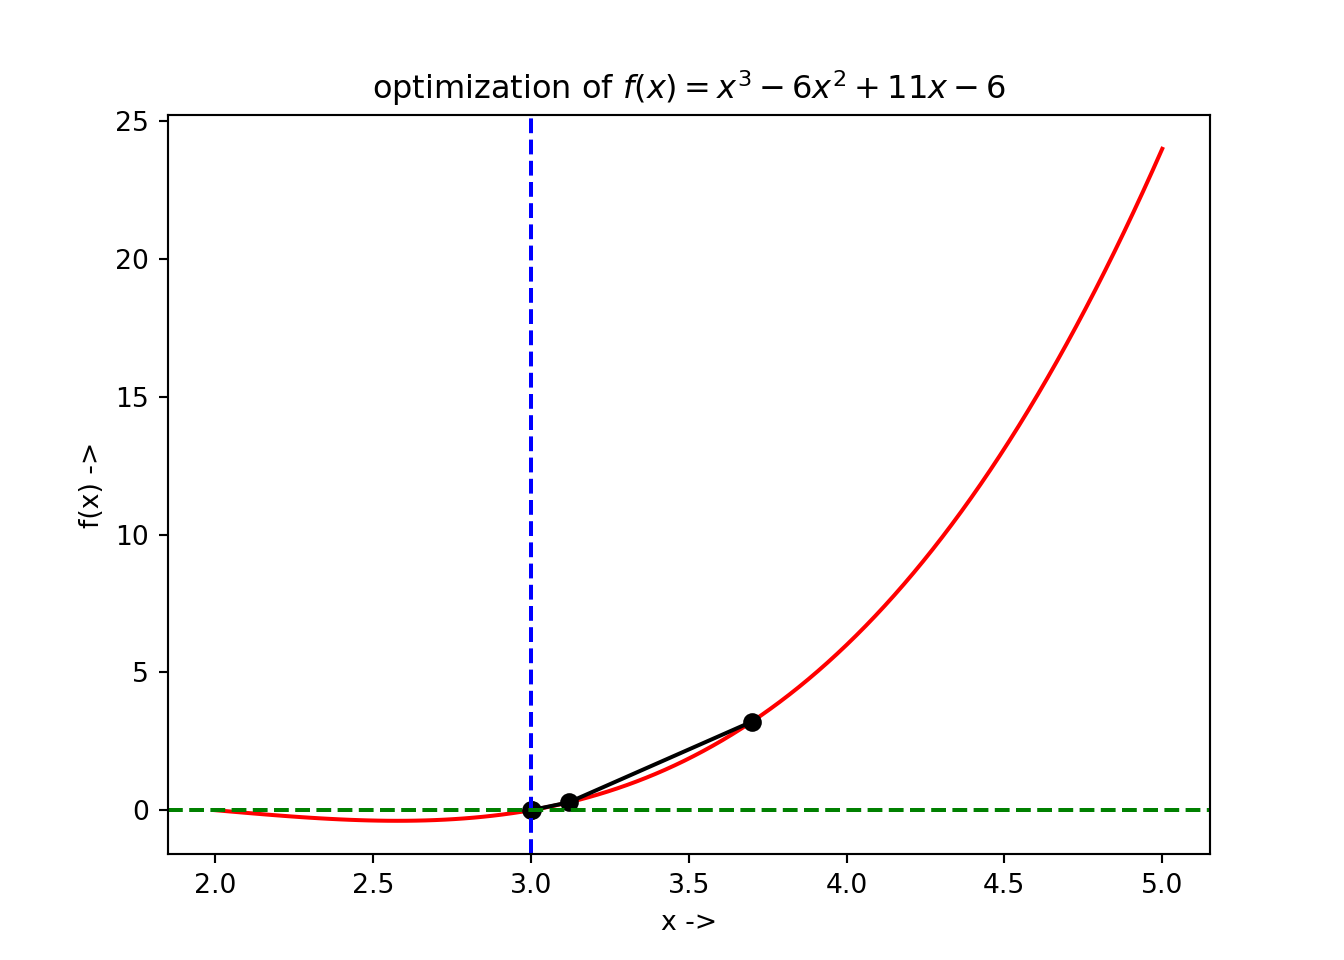 optimization of f(x) = x³ − 6x² + 11x − 6
25
20
15
10
5
0
f(x) ->
2.0 2.5 3.0 3.5 4.0 4.5 5.0
x ->